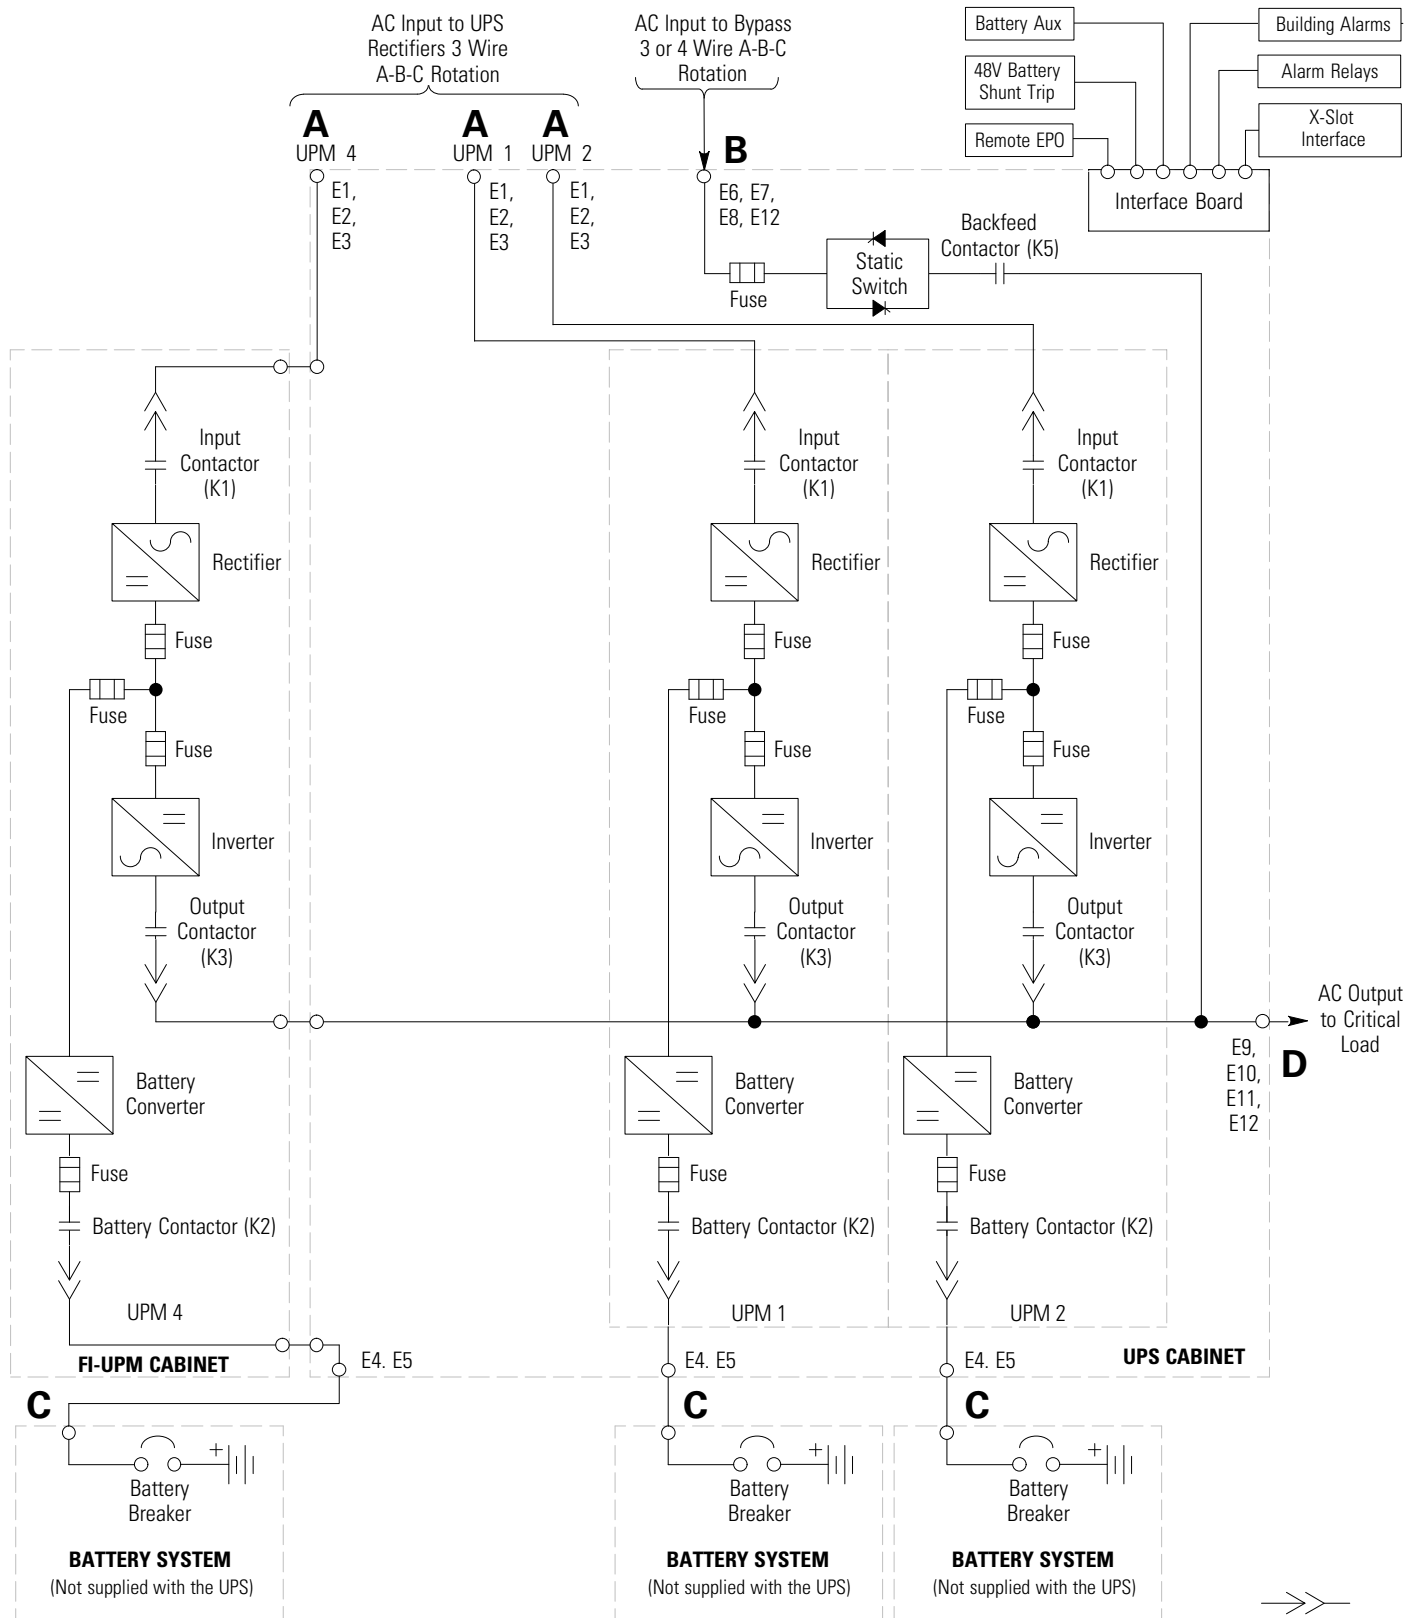 AC Input to UPS
Rectifiers 3 Wire
A-B-C Rotation
AC Input to Bypass
3 or 4 Wire A-B-C
Rotation
Battery Aux
48V Battery
Shunt Trip
Remote EPO
Building Alarms
Alarm Relays
X-Slot
Interface
Interface Board
A
UPM 4
A
UPM 1
A
UPM 2
B
E1,
E2,
E3
E1,
E2,
E3
E1,
E2,
E3
E6, E7,
E8, E12
Fuse
Static
Switch
Backfeed
Contactor (K5)
Input
Contactor
(K1)
Rectifier
Fuse
Fuse
Fuse
Inverter
Output
Contactor
(K3)
Battery
Converter
Fuse
Battery Contactor (K2)
UPM 4
FI-UPM CABINET
Input
Contactor
(K1)
Rectifier
Fuse
Fuse
Fuse
Inverter
Output
Contactor
(K3)
Battery
Converter
Fuse
Battery Contactor (K2)
UPM 1
Input
Contactor
(K1)
Rectifier
Fuse
Fuse
Fuse
Inverter
Output
Contactor
(K3)
Battery
Converter
Fuse
Battery Contactor (K2)
UPM 2
AC Output
to Critical
Load
E9,
E10,
E11,
E12
D
UPS CABINET
E4. E5
E4. E5
E4. E5
C
C
C
+
Battery
Breaker
BATTERY SYSTEM
(Not supplied with the UPS)
+
Battery
Breaker
BATTERY SYSTEM
(Not supplied with the UPS)
+
Battery
Breaker
BATTERY SYSTEM
(Not supplied with the UPS)